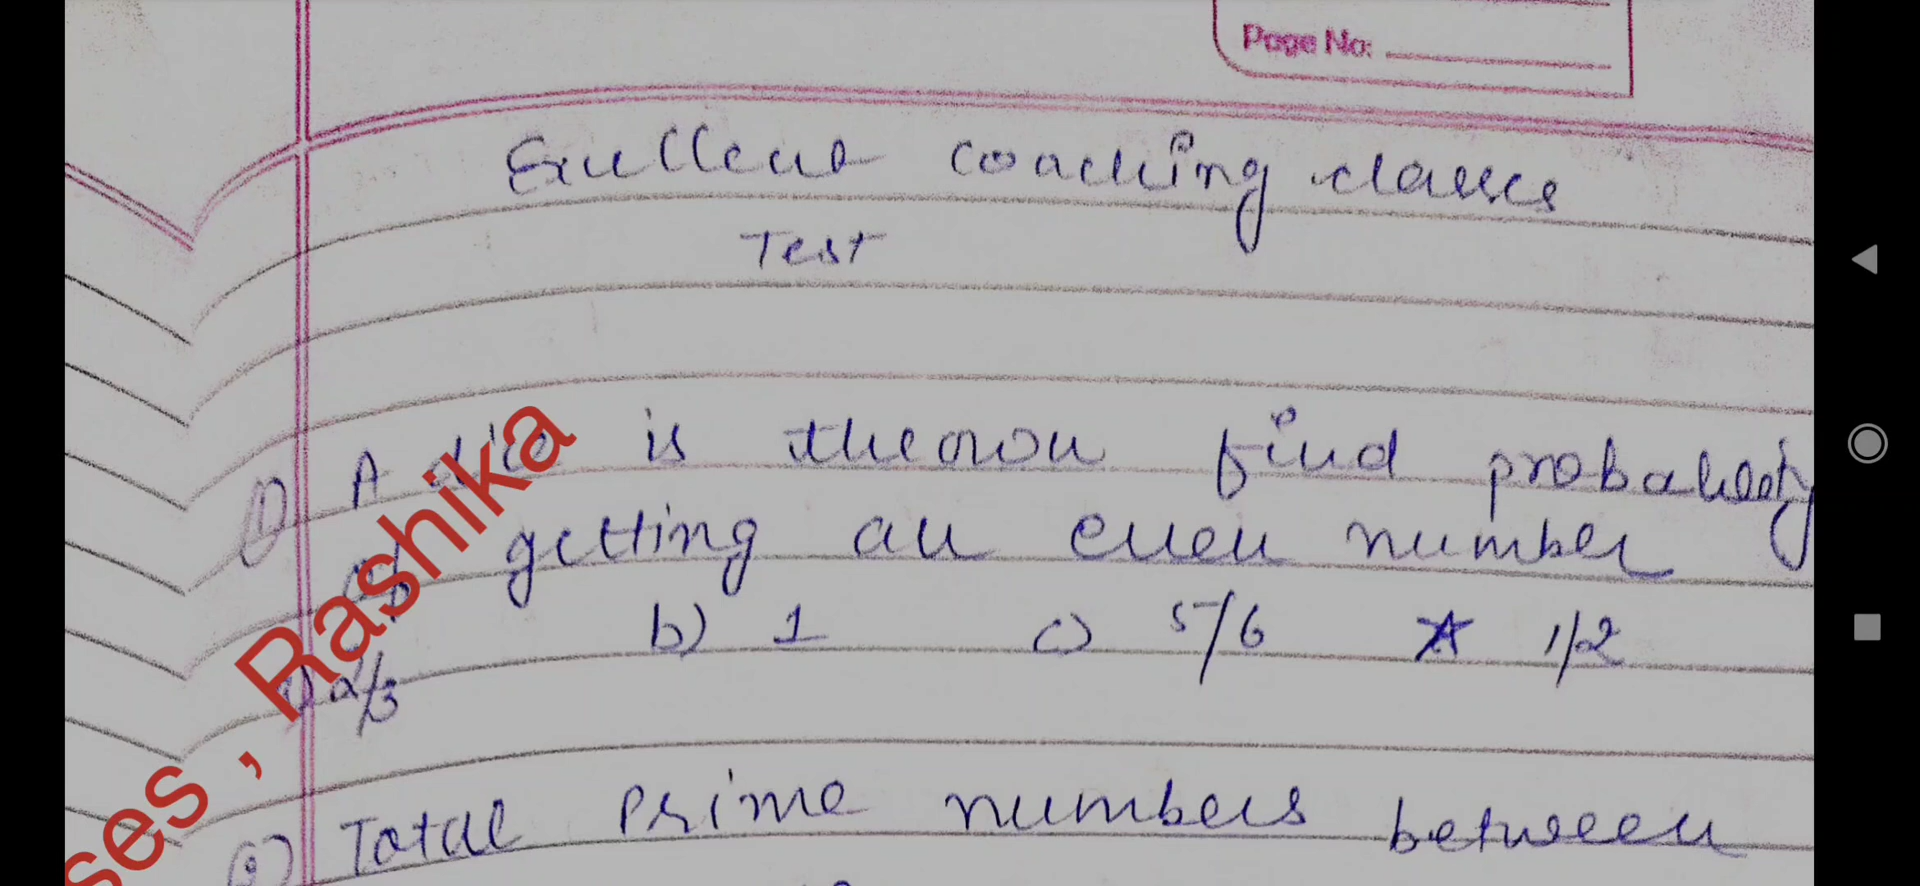 Page No:
Excellence coaching classes
Test
(1) A die is thrown find probability
of getting an even number
b) 1 c) 5/6 1/2
2/3
Total prime numbers between
ses , Rashika